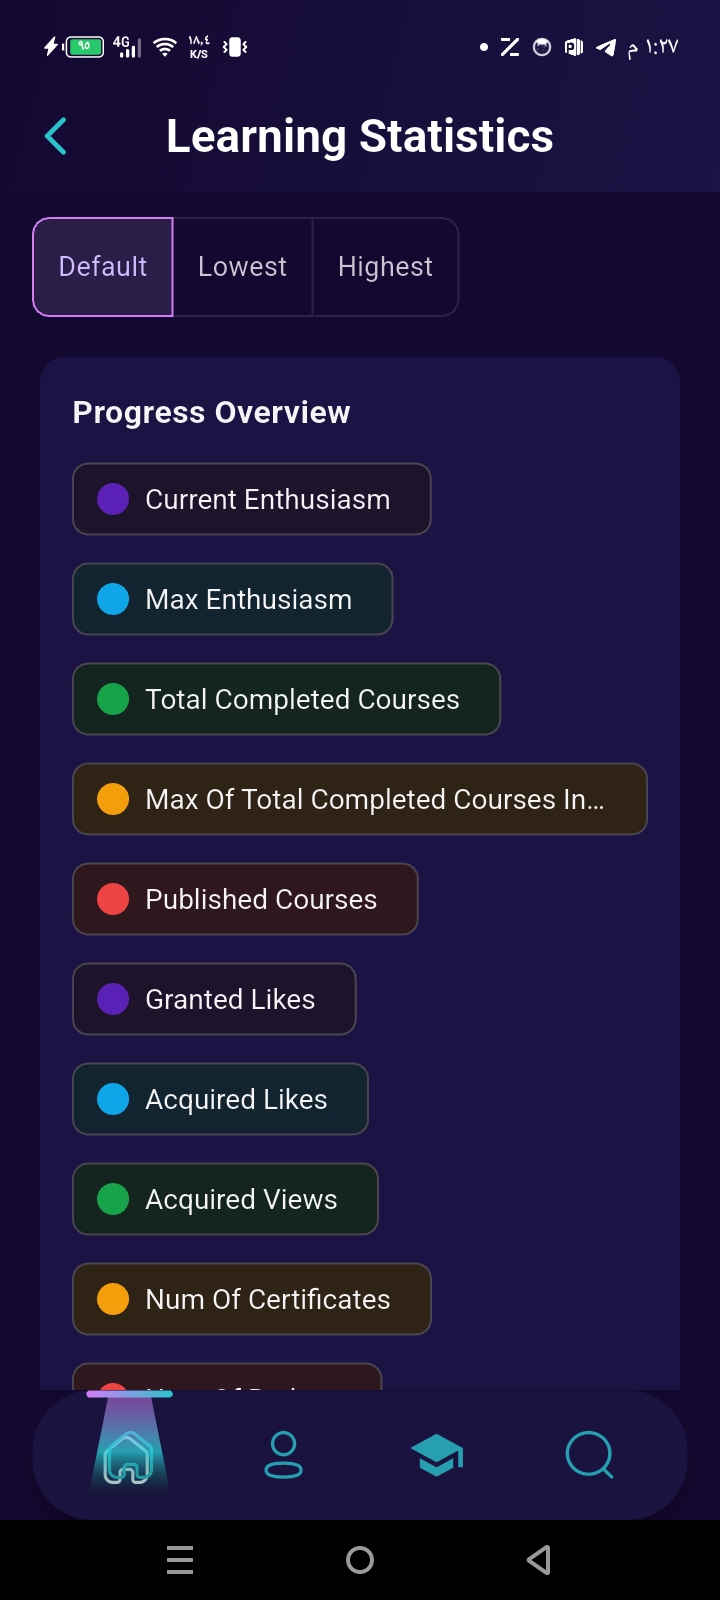 ٩٥
4G
١٨,٤
K/S
١:٢٧ م
Learning Statistics
Default
Lowest
Highest
Progress Overview
Current Enthusiasm
Max Enthusiasm
Total Completed Courses
Max Of Total Completed Courses In...
Published Courses
Granted Likes
Acquired Likes
Acquired Views
Num Of Certificates